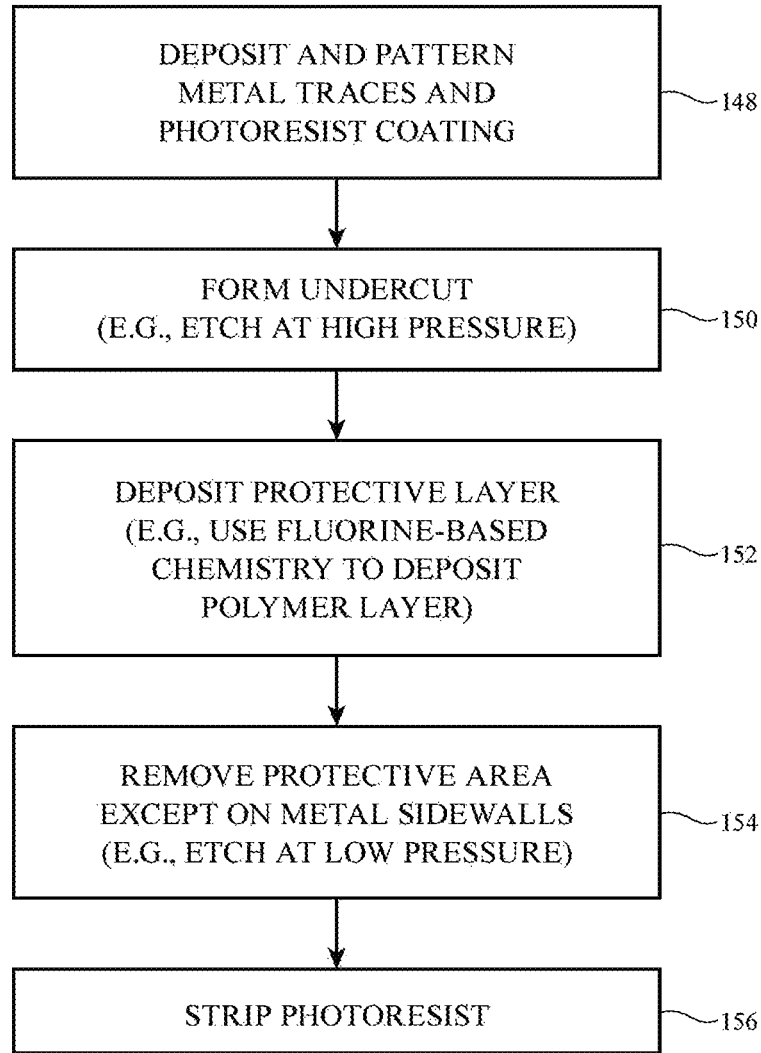 DEPOSIT AND PATTERN
METAL TRACES AND
PHOTORESIST COATING
148
FORM UNDERCUT
(E.G., ETCH AT HIGH PRESSURE)
150
DEPOSIT PROTECTIVE LAYER
(E.G., USE FLUORINE-BASED
CHEMISTRY TO DEPOSIT
POLYMER LAYER)
152
REMOVE PROTECTIVE AREA
EXCEPT ON METAL SIDEWALLS
(E.G., ETCH AT LOW PRESSURE)
154
STRIP PHOTORESIST
156